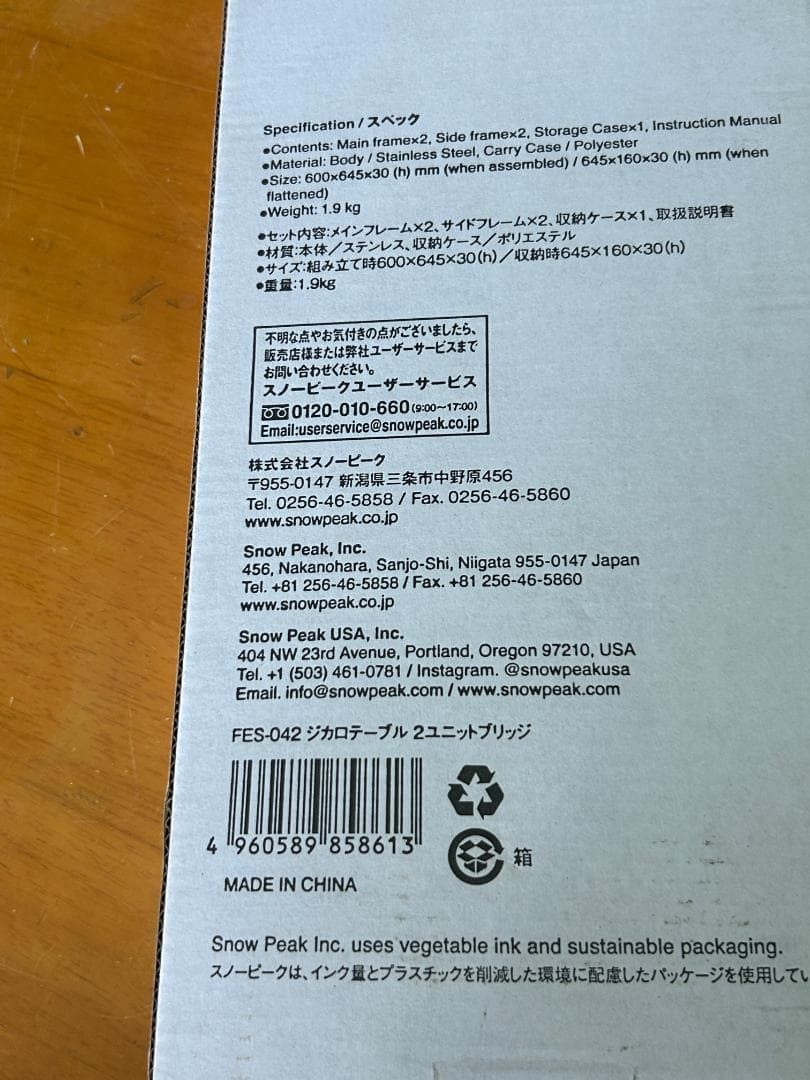 Specification / スペック
●Contents: Main frame×2, Side frame×2, Storage Case×1, Instruction Manual
●Material: Body / Stainless Steel, Carry Case / Polyester
●Size: 600×645×30 (h) mm (when assembled) / 645×160×30 (h) mm (when
flattened)
●Weight: 1.9 kg
●セット内容:メインフレーム×2、サイドフレーム×2、収納ケース×1、取扱説明書
●材質:本体／ステンレス、収納ケース／ポリエステル
●サイズ:組み立て時600×645×30(h)／収納時645×160×30(h)
●重量:1.9kg
不明な点やお気付きの点がございましたら、
販売店様または弊社ユーザーサービスまで
お問い合わせください。
スノーピークユーザーサービス
0120-010-660(9:00〜17:00)
Email:userservice@snowpeak.co.jp
株式会社スノーピーク
〒955-0147 新潟県三条市中野原456
Tel. 0256-46-5858 / Fax. 0256-46-5860
www.snowpeak.co.jp
Snow Peak, Inc.
456, Nakanohara, Sanjo-Shi, Niigata 955-0147 Japan
Tel. +81 256-46-5858 / Fax. +81 256-46-5860
www.snowpeak.co.jp
Snow Peak USA, Inc.
404 NW 23rd Avenue, Portland, Oregon 97210, USA
Tel. +1 (503) 461-0781 / Instagram. @snowpeakusa
Email. info@snowpeak.com / www.snowpeak.com
FES-042 ジカロテーブル 2ユニットブリッジ
4 960589 858613
箱
MADE IN CHINA
Snow Peak Inc. uses vegetable ink and sustainable packaging.
スノーピークは、インク量とプラスチックを削減した環境に配慮したパッケージを使用してい